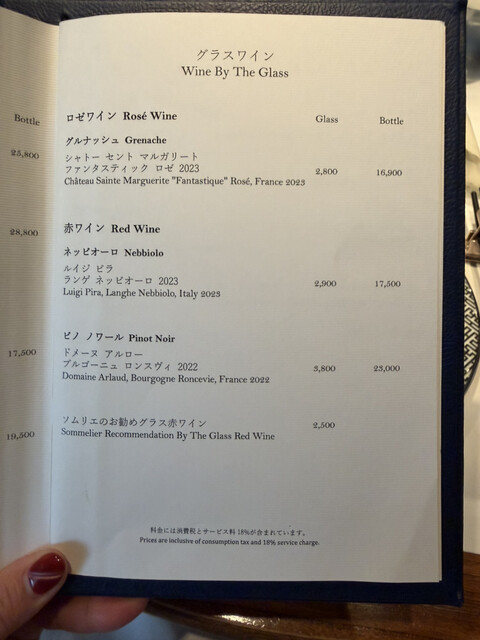 Bottle
25,800
28,800
17,500
19,500
グラスワイン
Wine By The Glass
ロゼワイン Rosé Wine Glass Bottle
グルナッシュ Grenache
シャトー セント マルガリート
ファンタスティック ロゼ 2023 2,800 16,900
Château Sainte Marguerite "Fantastique" Rosé, France 2023
赤ワイン Red Wine
ネッビオーロ Nebbiolo
ルイジ ピラ
ランゲ ネッビオーロ 2023 2,900 17,500
Luigi Pira, Langhe Nebbiolo, Italy 2023
ピノ ノワール Pinot Noir
ドメーヌ アルロー
ブルゴーニュ ロンスヴィ 2022 3,800 23,000
Domaine Arlaud, Bourgogne Roncevie, France 2022
ソムリエのお勧めグラス赤ワイン 2,500
Sommelier Recommendation By The Glass Red Wine
料金には消費税とサービス料 18%が含まれています。
Prices are inclusive of consumption tax and 18% service charge.